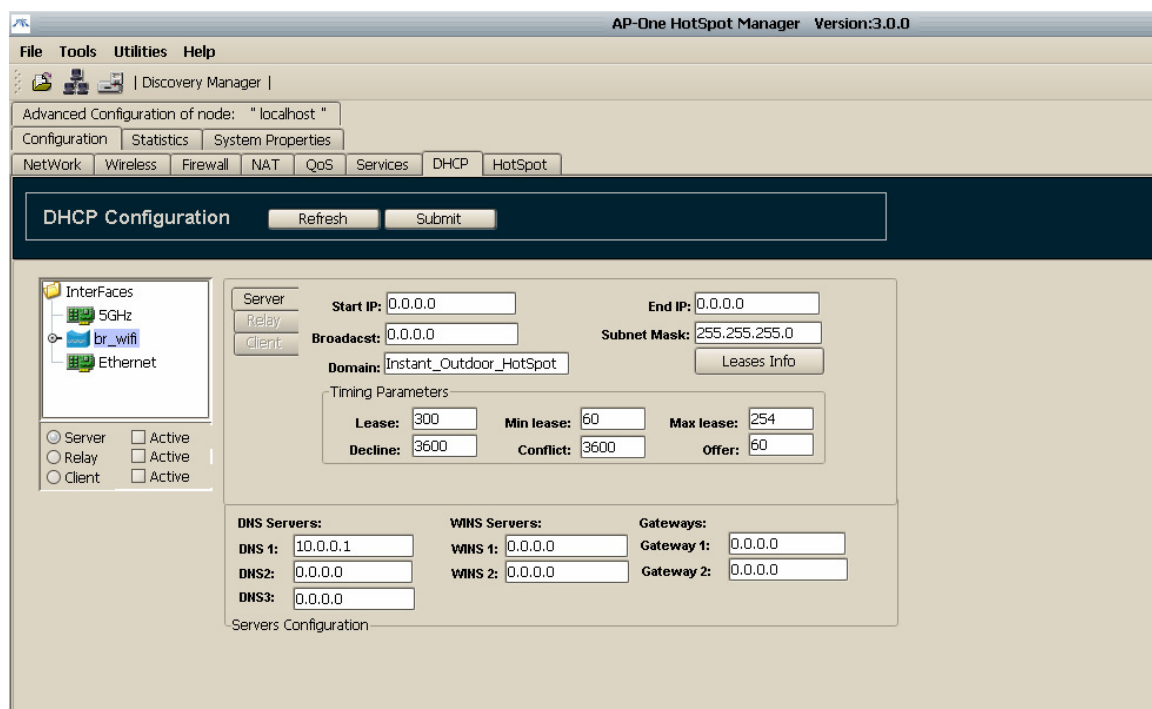 AP-One HotSpot Manager Version:3.0.0
File Tools Utilities Help
| Discovery Manager |
Advanced Configuration of node: " localhost "
Configuration Statistics System Properties
NetWork Wireless Firewall NAT QoS Services DHCP HotSpot
DHCP Configuration Refresh Submit
InterFaces
5GHz
br_wifi
Ethernet
Server Active
Relay Active
Client Active
Server
Relay
Client
Start IP: 0.0.0.0 End IP: 0.0.0.0
Broadacst: 0.0.0.0 Subnet Mask: 255.255.255.0
Domain: Instant_Outdoor_HotSpot Leases Info
Timing Parameters
Lease: 300 Min lease: 60 Max lease: 254
Decline: 3600 Conflict: 3600 Offer: 60
DNS Servers: WINS Servers: Gateways:
DNS 1: 10.0.0.1 WINS 1: 0.0.0.0 Gateway 1: 0.0.0.0
DNS2: 0.0.0.0 WINS 2: 0.0.0.0 Gateway 2: 0.0.0.0
DNS3: 0.0.0.0
Servers Configuration